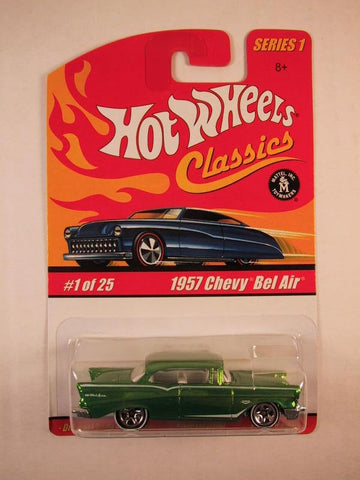 SERIES 1
8+
HOT WHEELS
Classics
MATTEL, INC.
M
TOYMAKERS
#1 of 25
1957 Chevy® Bel Air®